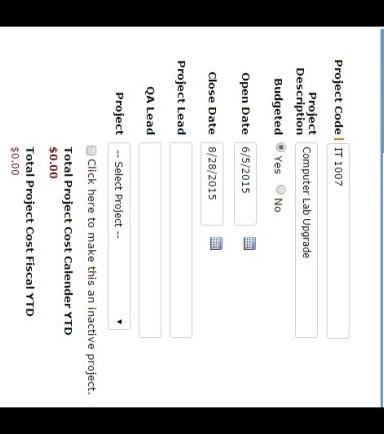 Project Code IT 1007
Project Description Computer Lab Upgrade
Budgeted Yes No
Open Date 6/5/2015
Close Date 8/28/2015
Project Lead
QA Lead
Project -- Select Project --
Click here to make this an inactive project.
Total Project Cost Calender YTD
$0.00
Total Project Cost Fiscal YTD
$0.00